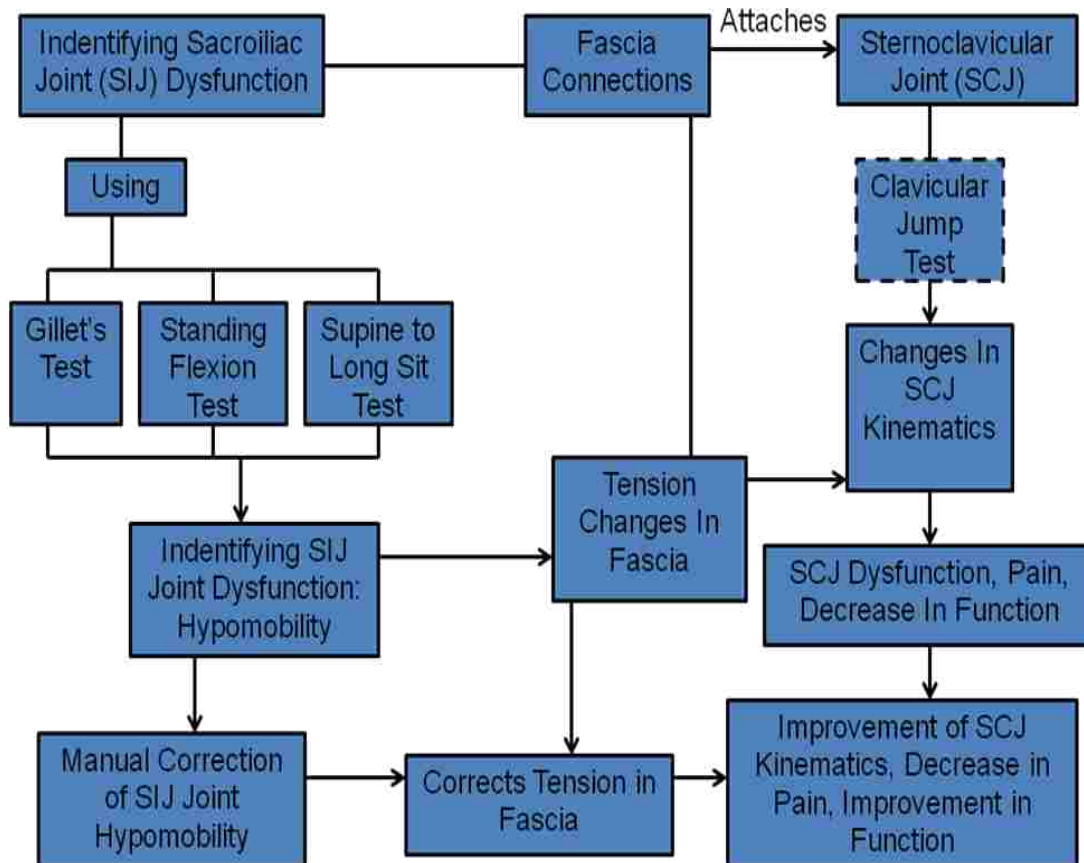 Indentifying Sacroiliac
Joint (SIJ) Dysfunction
Fascia
Connections
Attaches
Sternoclavicular
Joint (SCJ)
Using
Clavicular
Jump
Test
Gillet's
Test
Standing
Flexion
Test
Supine to
Long Sit
Test
Changes In
SCJ
Kinematics
Tension
Changes In
Fascia
Indentifying SIJ
Joint Dysfunction:
Hypomobility
SCJ Dysfunction, Pain,
Decrease In Function
Manual Correction
of SIJ Joint
Hypomobility
Corrects Tension in
Fascia
Improvement of SCJ
Kinematics, Decrease in
Pain, Improvement in
Function